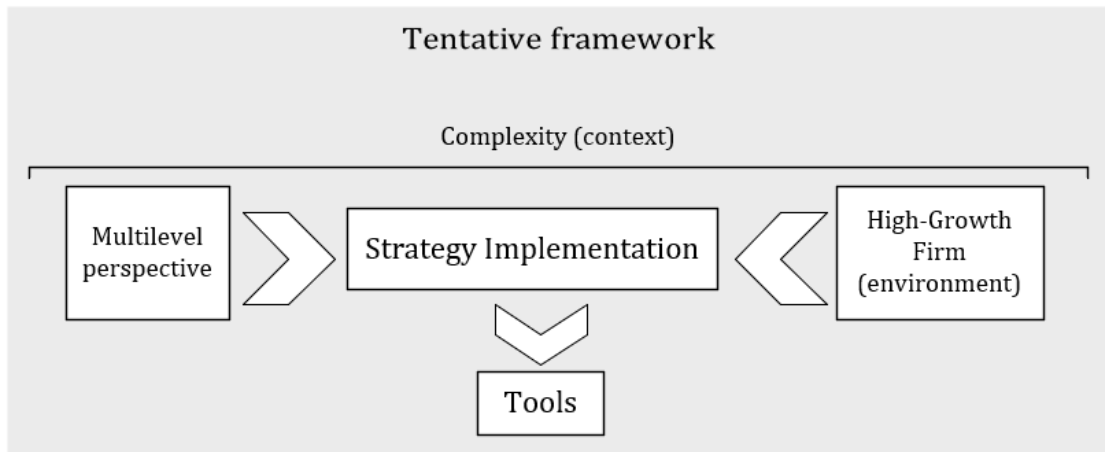 Tentative framework
Complexity (context)
Multilevel
perspective
Strategy Implementation
High-Growth
Firm
(environment)
Tools